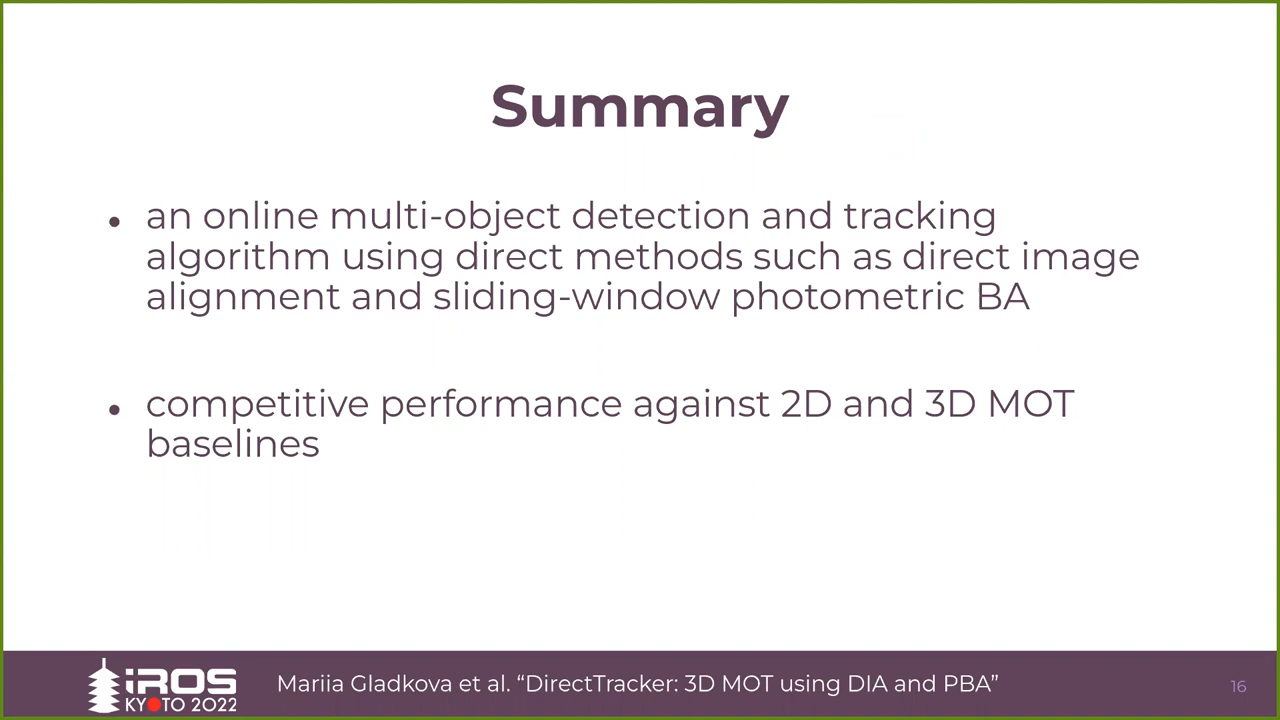 Summary
• an online multi-object detection and tracking
algorithm using direct methods such as direct image
alignment and sliding-window photometric BA
• competitive performance against 2D and 3D MOT
baselines
iROS
KYOTO 2022
Mariia Gladkova et al. “DirectTracker: 3D MOT using DIA and PBA”
16